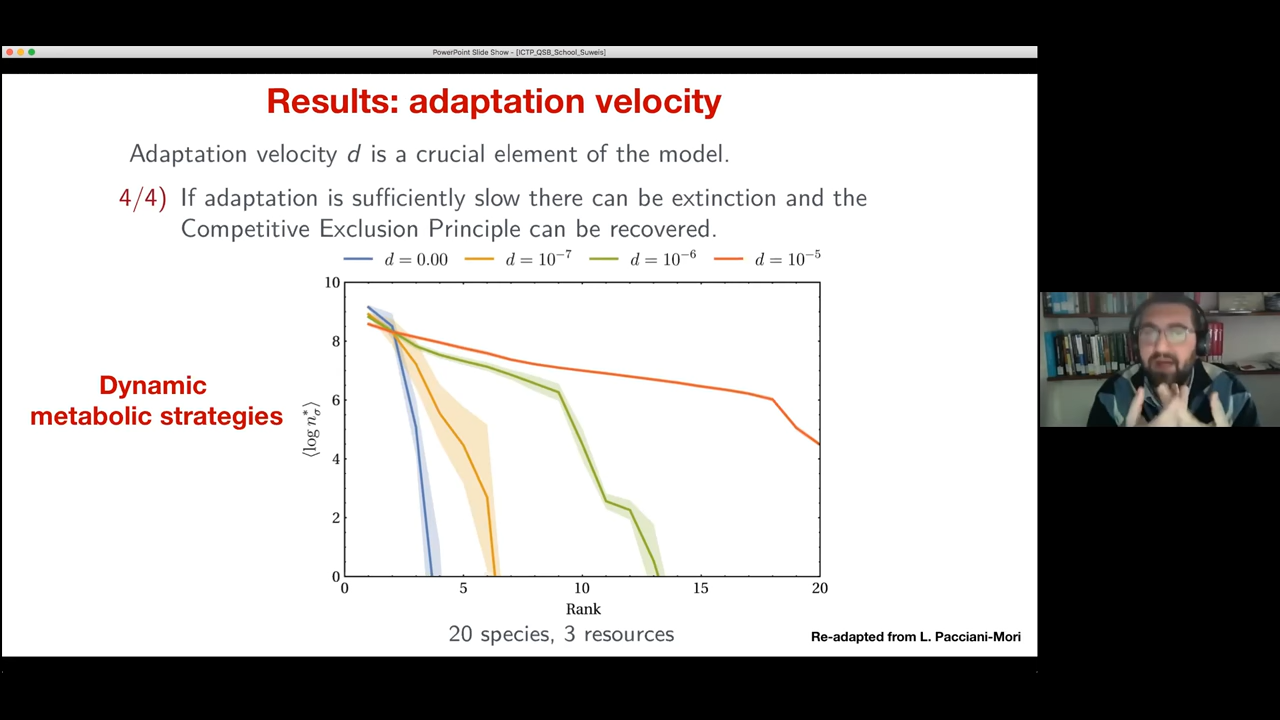 PowerPoint Slide Show - [ICTP_QSB_School_Suweis]
Results: adaptation velocity
Adaptation velocity d is a crucial element of the model.
4/4) If adaptation is sufficiently slow there can be extinction and the
Competitive Exclusion Principle can be recovered.
d = 0.00 d = 10⁻⁷ d = 10⁻⁶ d = 10⁻⁵
Dynamic
metabolic strategies
⟨log n*σ⟩
10
8
6
4
2
0
0 5 10 15 20
Rank
20 species, 3 resources
Re-adapted from L. Pacciani-Mori